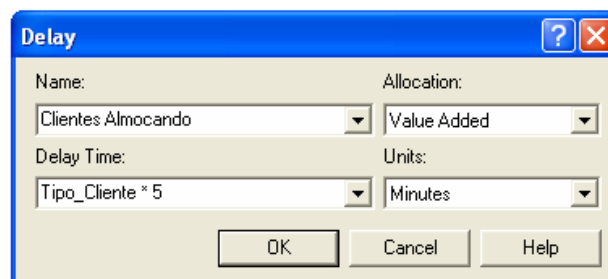 Delay
Name: Allocation:
Clientes Almocando Value Added
Delay Time: Units:
Tipo_Cliente * 5 Minutes
OK Cancel Help